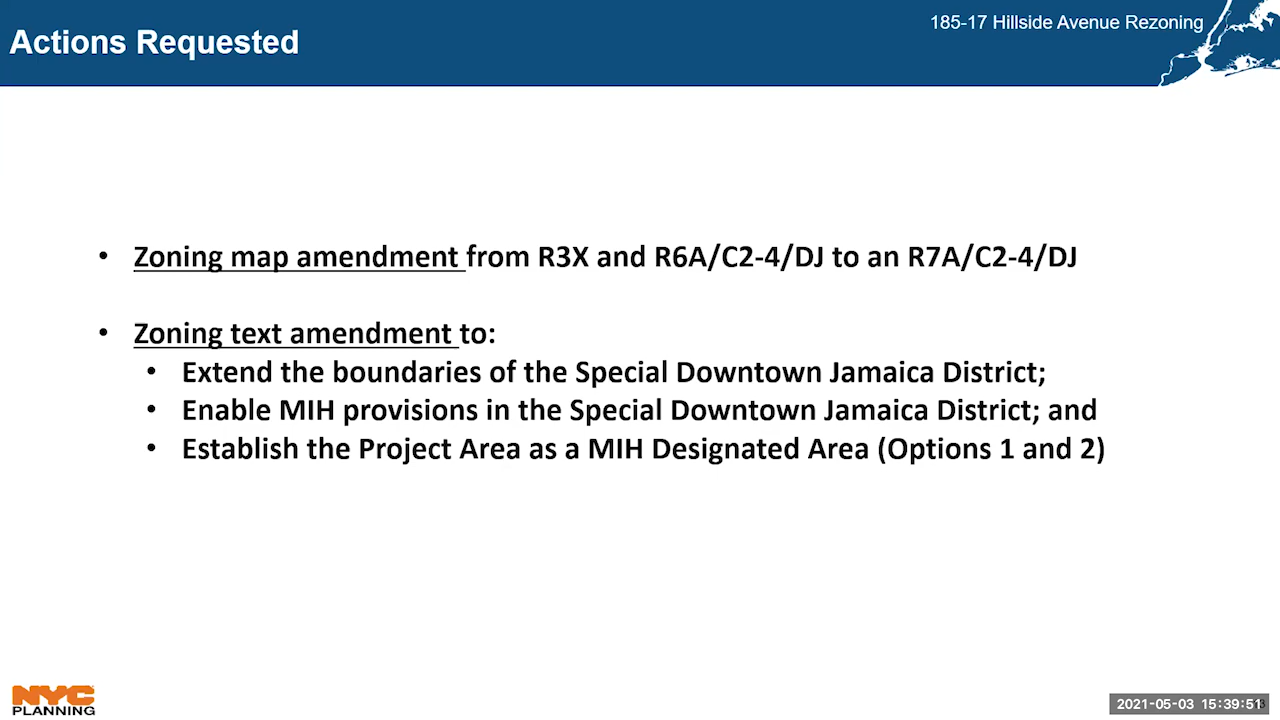 185-17 Hillside Avenue Rezoning
Actions Requested
• Zoning map amendment from R3X and R6A/C2-4/DJ to an R7A/C2-4/DJ
• Zoning text amendment to:
• Extend the boundaries of the Special Downtown Jamaica District;
• Enable MIH provisions in the Special Downtown Jamaica District; and
• Establish the Project Area as a MIH Designated Area (Options 1 and 2)
NYC
PLANNING
2021-05-03 15:39:51